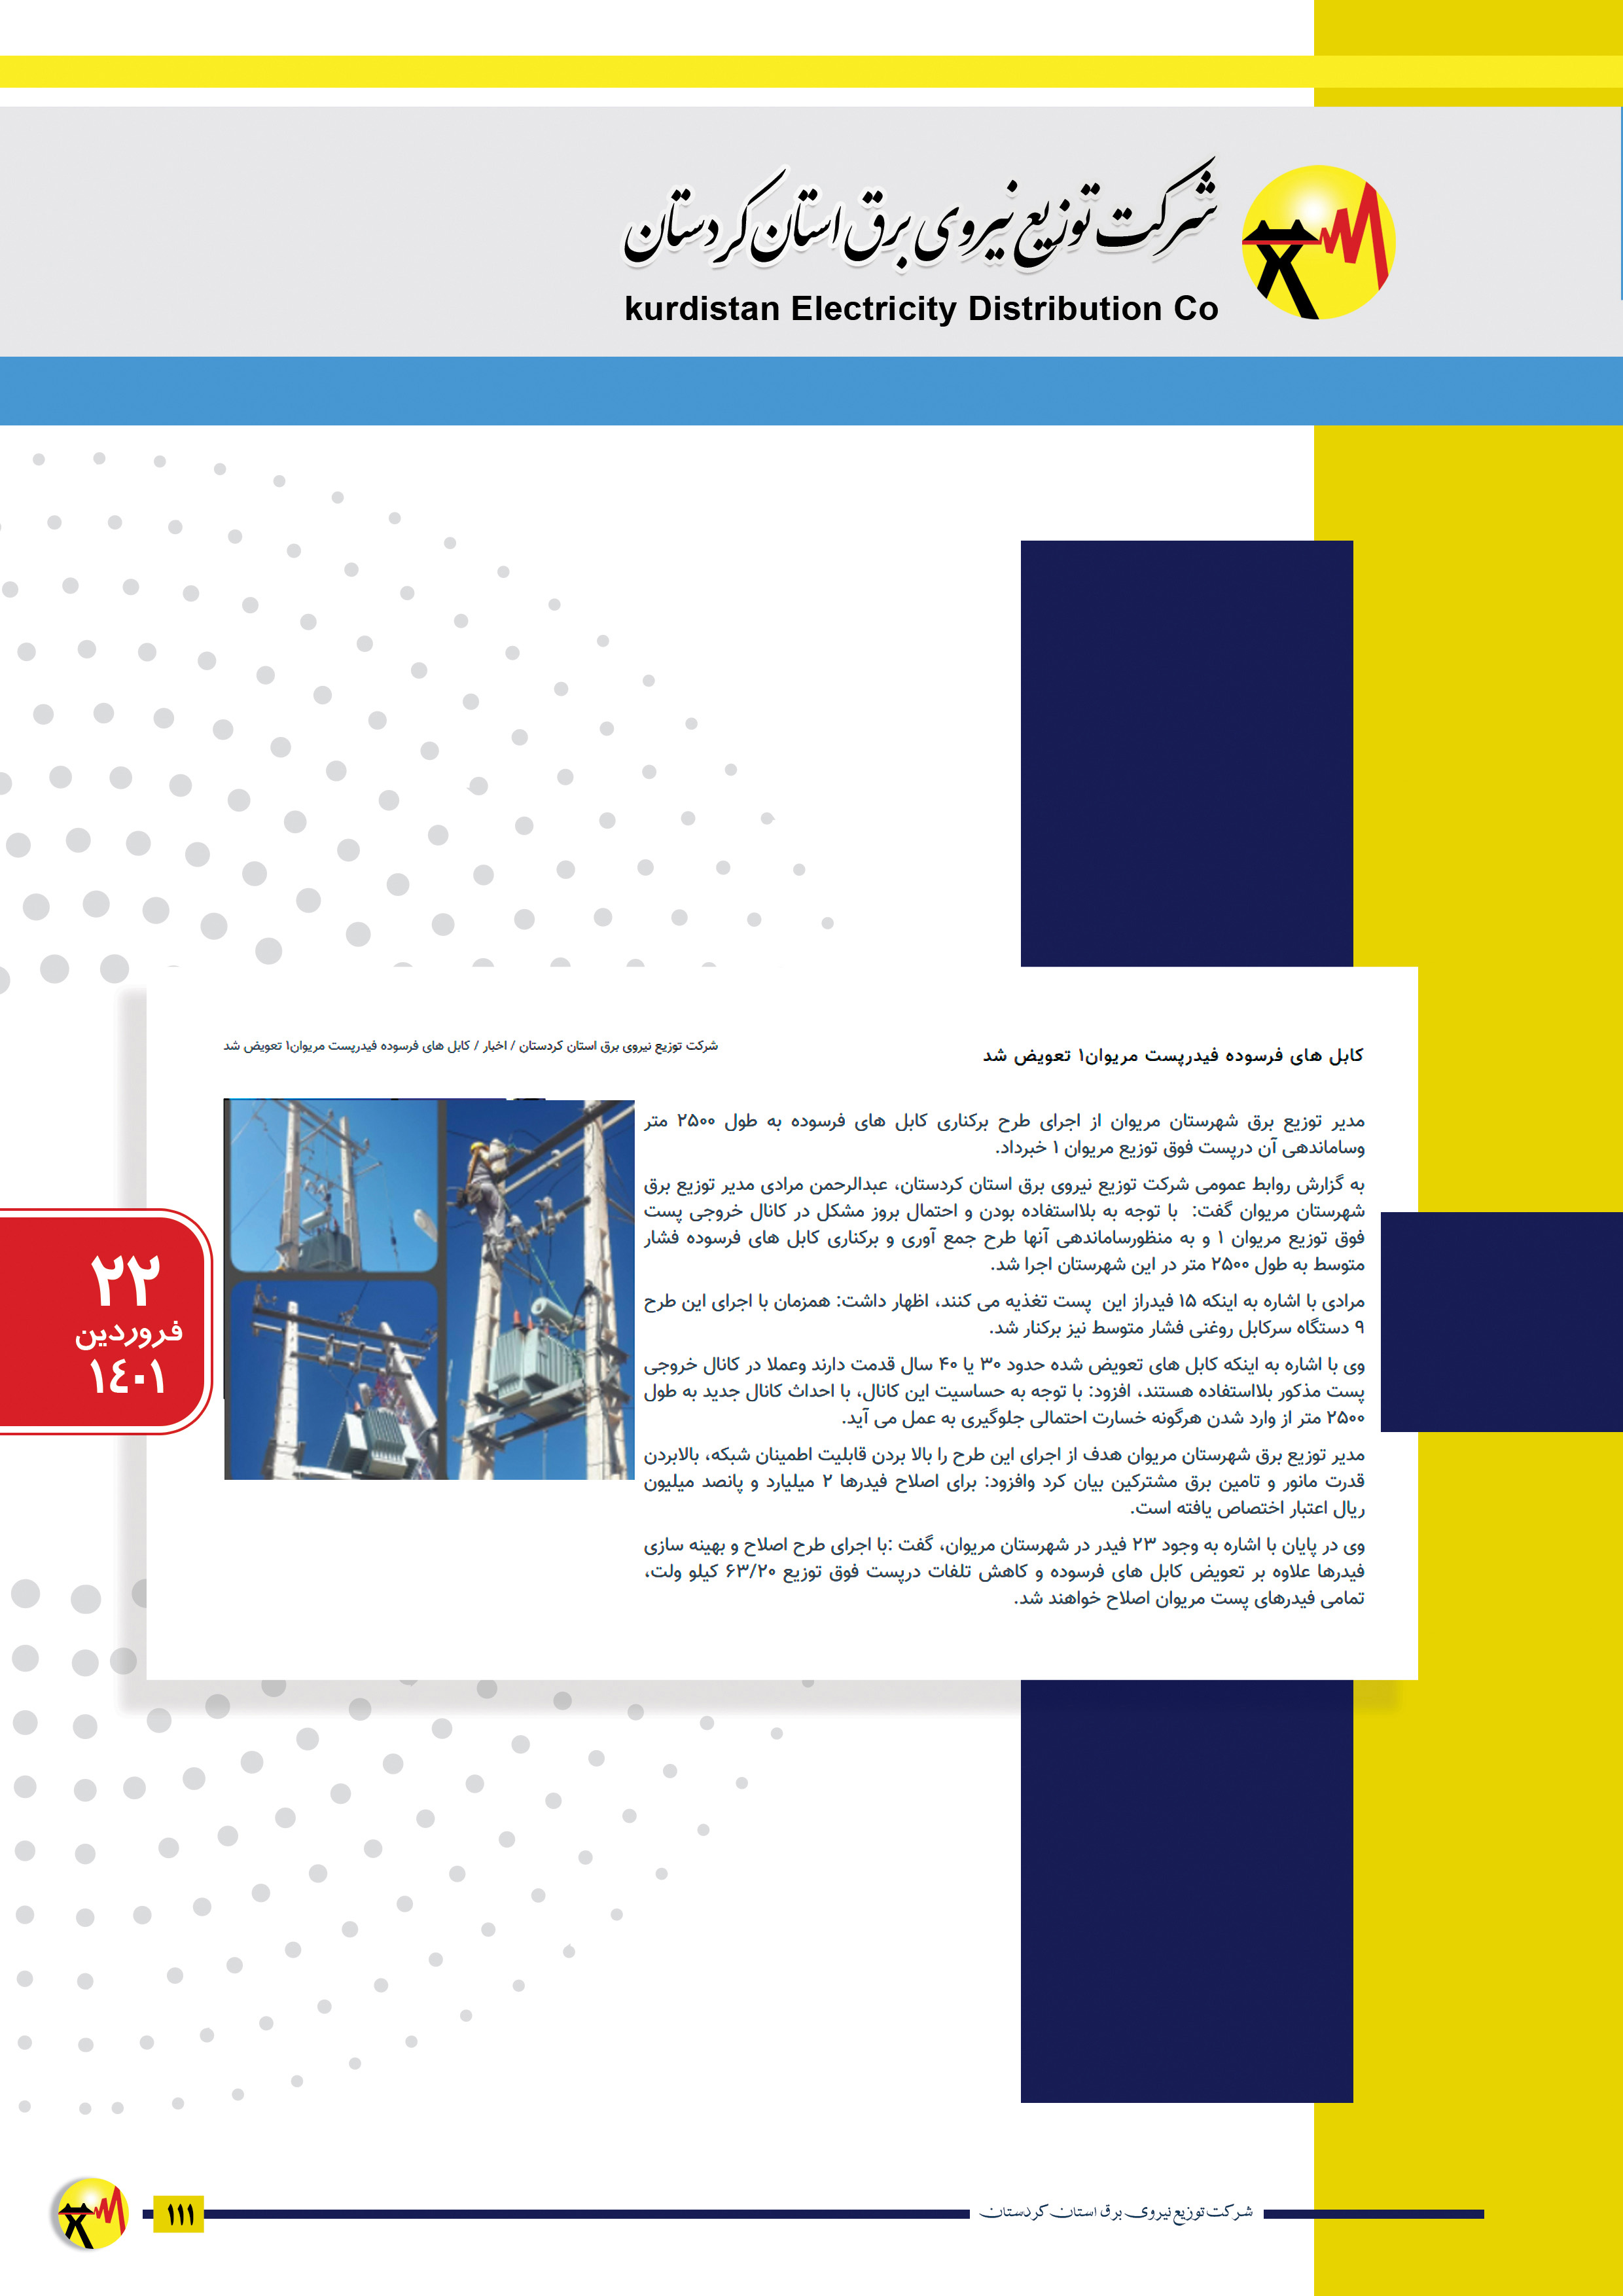 شرکت توزیع نیروی برق استان کردستان
kurdistan Electricity Distribution Co
کابل های فرسوده فیدرپست مریوان۱ تعویض شد
شرکت توزیع نیروی برق استان کردستان / اخبار / کابل های فرسوده فیدرپست مریوان۱ تعویض شد
مدیر توزیع برق شهرستان مریوان از اجرای طرح برکناری کابل های فرسوده به طول ۲۵۰۰ متر
وساماندهی آن درپست فوق توزیع مریوان ۱ خبرداد.
به گزارش روابط عمومی شرکت توزیع نیروی برق استان کردستان، عبدالرحمن مرادی مدیر توزیع برق
شهرستان مریوان گفت: با توجه به بلااستفاده بودن و احتمال بروز مشکل در کانال خروجی پست
فوق توزیع مریوان ۱ و به منظورساماندهی آنها طرح جمع آوری و برکناری کابل های فرسوده فشار
متوسط به طول ۲۵۰۰ متر در این شهرستان اجرا شد.
مرادی با اشاره به اینکه ۱۵ فیدراز این پست تغذیه می کنند، اظهار داشت: همزمان با اجرای این طرح
۹ دستگاه سرکابل روغنی فشار متوسط نیز برکنار شد.
وی با اشاره به اینکه کابل های تعویض شده حدود ۳۰ یا ۴۰ سال قدمت دارند وعملا در کانال خروجی
پست مذکور بلااستفاده هستند، افزود: با توجه به حساسیت این کانال، با احداث کانال جدید به طول
۲۵۰۰ متر از وارد شدن هرگونه خسارت احتمالی جلوگیری به عمل می آید.
مدیر توزیع برق شهرستان مریوان هدف از اجرای این طرح را بالا بردن قابلیت اطمینان شبکه، بالابردن
قدرت مانور و تامین برق مشترکین بیان کرد وافزود: برای اصلاح فیدرها ۲ میلیارد و پانصد میلیون
ریال اعتبار اختصاص یافته است.
وی در پایان با اشاره به وجود ۲۳ فیدر در شهرستان مریوان، گفت :با اجرای طرح اصلاح و بهینه سازی
فیدرها علاوه بر تعویض کابل های فرسوده و کاهش تلفات درپست فوق توزیع ۶۳/۲۰ کیلو ولت،
تمامی فیدرهای پست مریوان اصلاح خواهند شد.
۲۲
فروردین
۱٤۰۱
شرکت توزیع نیروی برق استان کردستان
۱۱۱